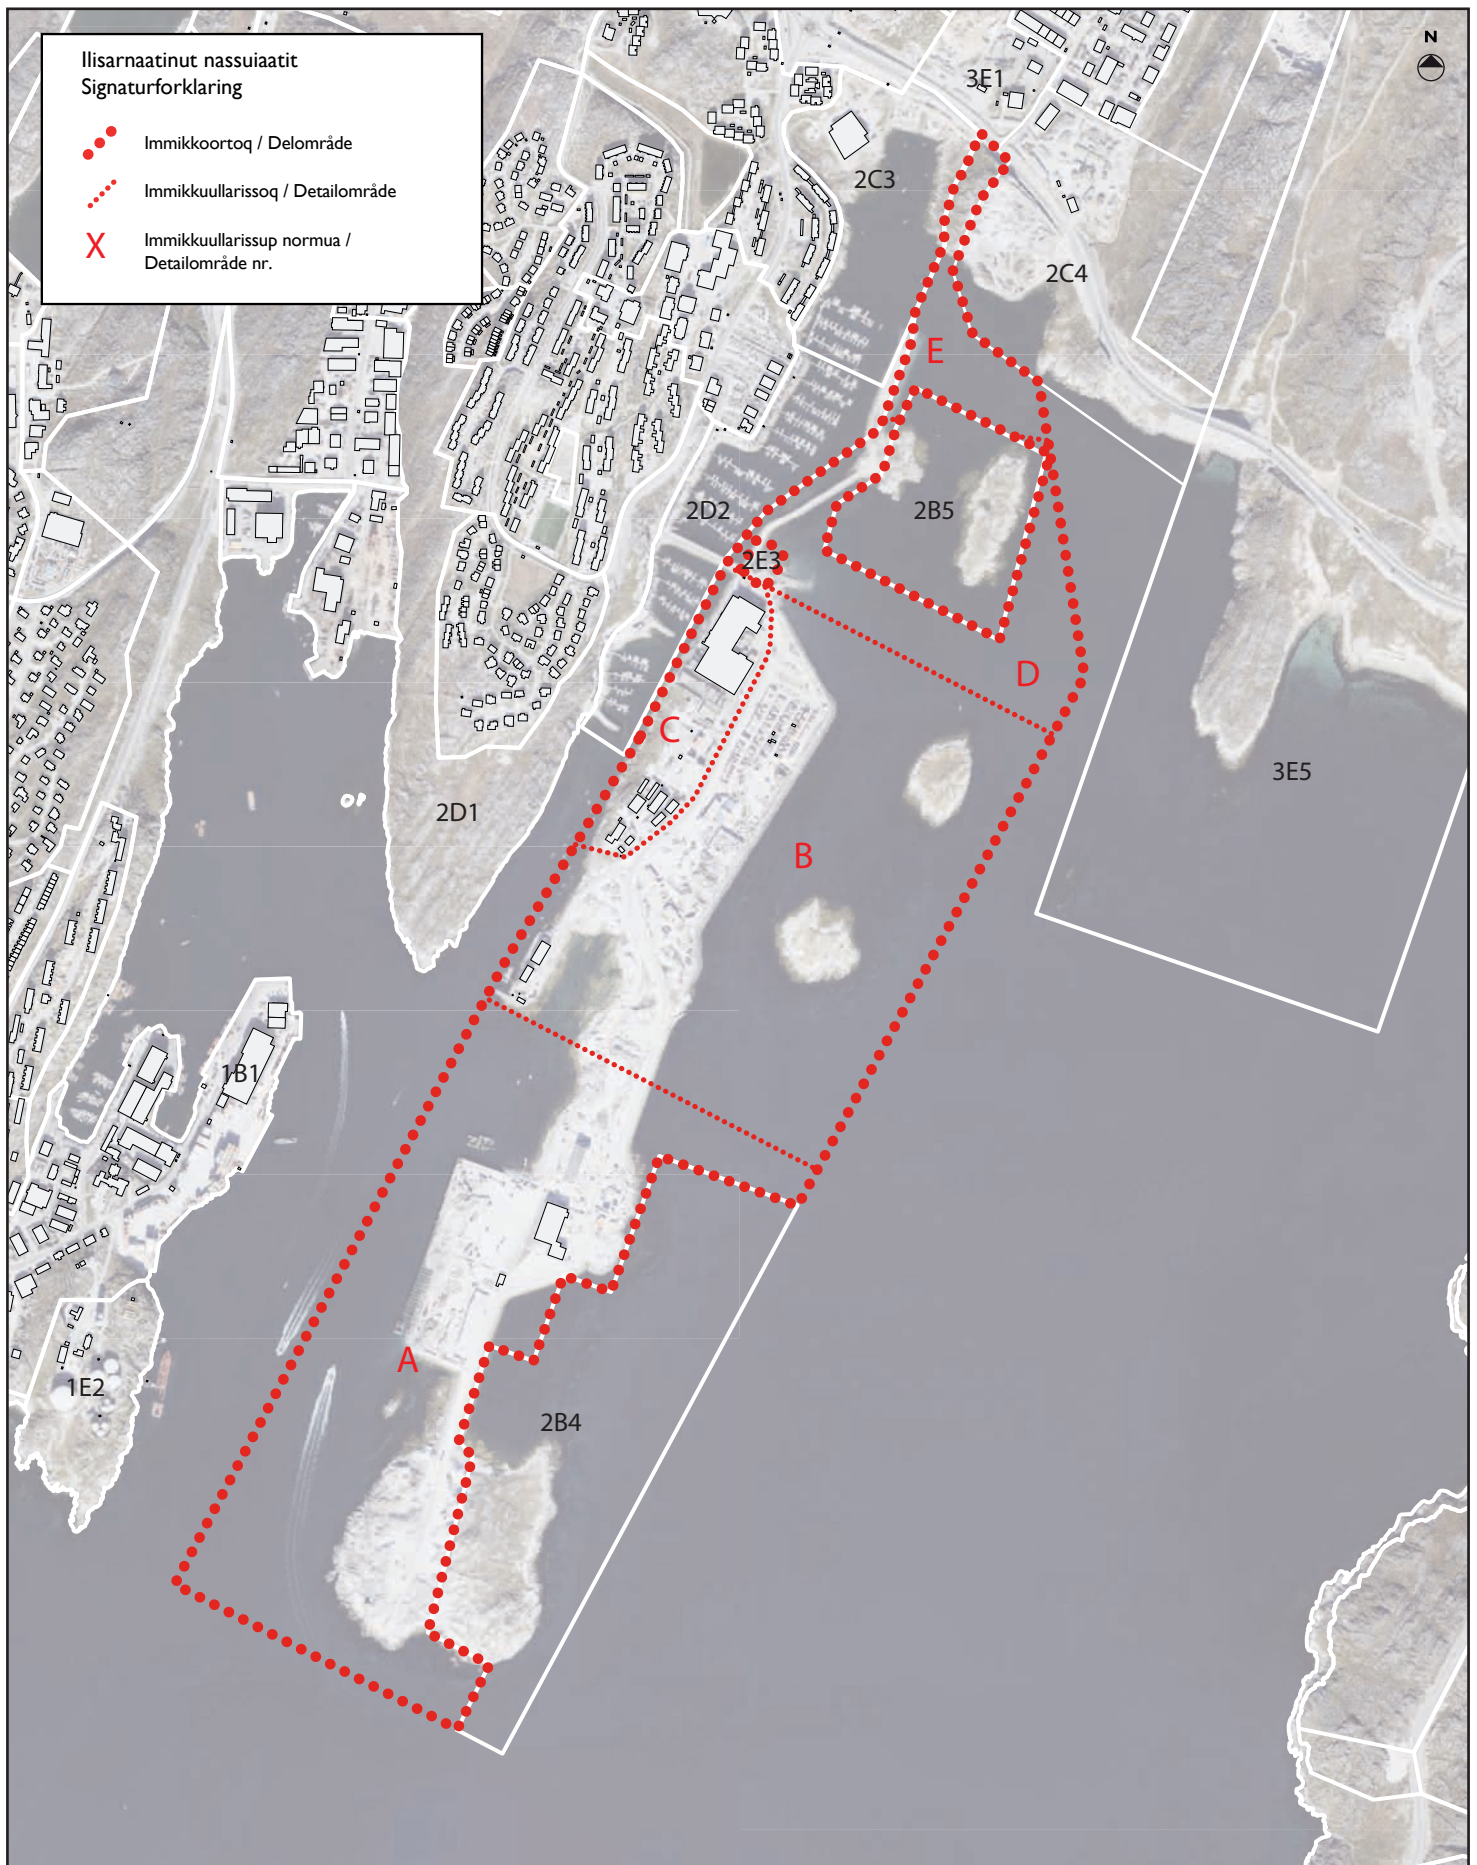 Ilisarnaatinut nassuiaatit
Signaturforklaring
Immikkoortoq / Delområde
Immikkuullarissoq / Detailområde
X
Immikkuullarissup normua /
Detailområde nr.
N
3E1
2C3
2C4
E
2D2
2B5
2E3
D
C
3E5
2D1
B
1B1
A
1E2
2B4